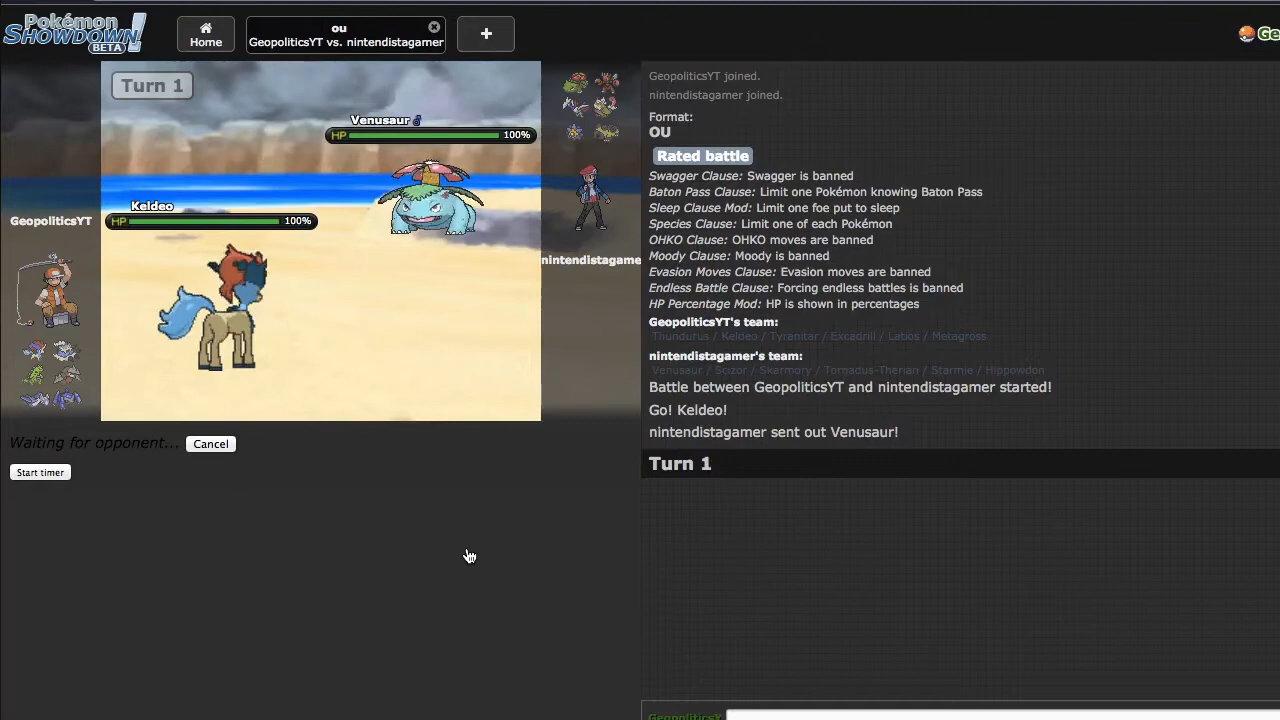 Pokémon
SHOWDOWN!
BETA
Home
ou
GeopoliticsYT vs. nintendistagamer
+
Ge
Turn 1
Venusaur ♂
HP 100%
Keldeo
HP 100%
GeopoliticsYT
nintendistagame
Waiting for opponent... Cancel
Start timer
GeopoliticsYT joined.
nintendistagamer joined.
Format:
OU
Rated battle
Swagger Clause: Swagger is banned
Baton Pass Clause: Limit one Pokémon knowing Baton Pass
Sleep Clause Mod: Limit one foe put to sleep
Species Clause: Limit one of each Pokémon
OHKO Clause: OHKO moves are banned
Moody Clause: Moody is banned
Evasion Moves Clause: Evasion moves are banned
Endless Battle Clause: Forcing endless battles is banned
HP Percentage Mod: HP is shown in percentages
GeopoliticsYT's team:
Thundurus / Keldeo / Tyranitar / Excadrill / Latios / Metagross
nintendistagamer's team:
Venusaur / Scizor / Skarmory / Tornadus-Therian / Starmie / Hippowdon
Battle between GeopoliticsYT and nintendistagamer started!
Go! Keldeo!
nintendistagamer sent out Venusaur!
Turn 1
GeopoliticsY